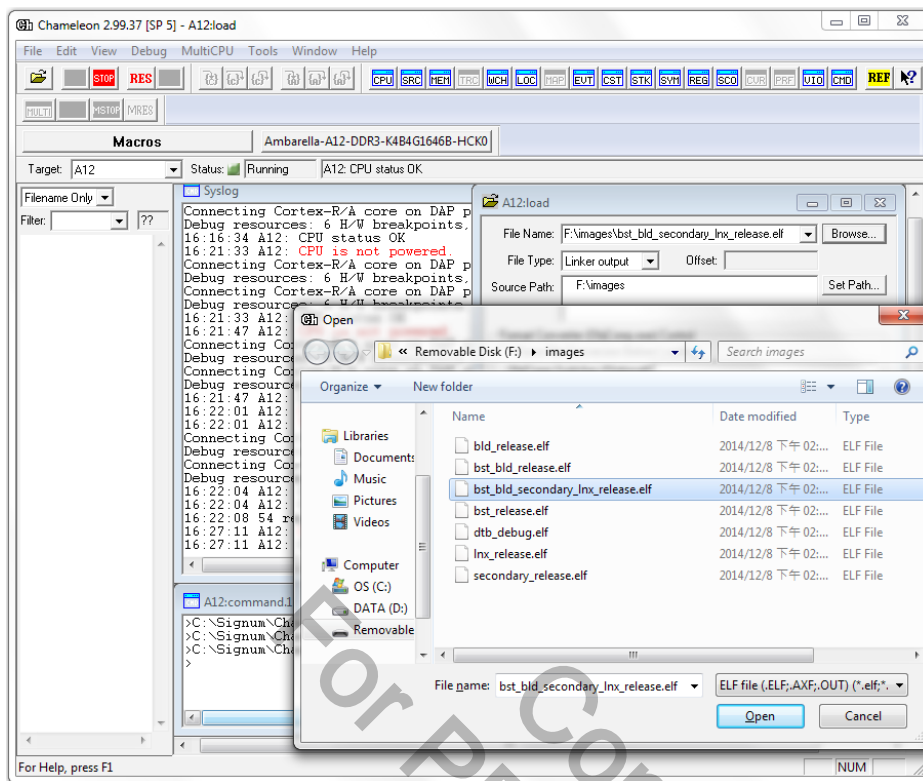 Chameleon 2.99.37 [SP 5] - A12:load
File Edit View Debug MultiCPU Tools Window Help
STOP RES CPU SRC MEM TRC WCH LOC MAP EVT CST STK SYM REG SCO CUR PRF VIO CMD REF
MULTI MSTOP MRES
Macros Ambarella-A12-DDR3-K4B4G1646B-HCK0
Target: A12 Status: Running A12: CPU status OK
Filename Only
Filter: ??
Syslog
Connecting Cortex-R/A core on DAP p
Debug resources: 6 H/W breakpoints,
16:16:34 A12: CPU status OK
16:21:33 A12: CPU is not powered.
Connecting Cortex-R/A core on DAP p
Debug resources: 6 H/W breakpoints,
Connecting Cortex-R/A core on DAP p
Debug resources: 6 H/W breakpoints
16:21:33 A12:
16:21:47 A12:
Connecting Co
Debug resource
Connecting Co
Debug resource
16:21:47 A12:
16:22:01 A12:
16:22:01 A12:
Connecting Co
Debug resource
Connecting Co
Debug resource
16:22:04 A12:
16:22:04 A12:
16:22:08 54 re
16:27:11 A12:
16:27:11 A12:
A12:command.1
>C:\Signum\Cha
>C:\Signum\Cha
>C:\Signum\Cha
>
A12:load
File Name: F:\images\bst_bld_secondary_lnx_release.elf Browse...
File Type: Linker output Offset:
Source Path: F:\images Set Path...
Open
« Removable Disk (F:) images Search images
Organize New folder
Libraries
Documents
Music
Pictures
Videos
Computer
OS (C:)
DATA (D:)
Removable
Name Date modified Type
bld_release.elf 2014/12/8 下午 02:... ELF File
bst_bld_release.elf 2014/12/8 下午 02:... ELF File
bst_bld_secondary_lnx_release.elf 2014/12/8 下午 02:... ELF File
bst_release.elf 2014/12/8 下午 02:... ELF File
dtb_debug.elf 2014/12/8 下午 02:... ELF File
lnx_release.elf 2014/12/8 下午 02:... ELF File
secondary_release.elf 2014/12/8 下午 02:... ELF File
File name: bst_bld_secondary_lnx_release.elf ELF file (.ELF;.AXF;.OUT) (*.elf;*.
Open Cancel
For Help, press F1 NUM
For